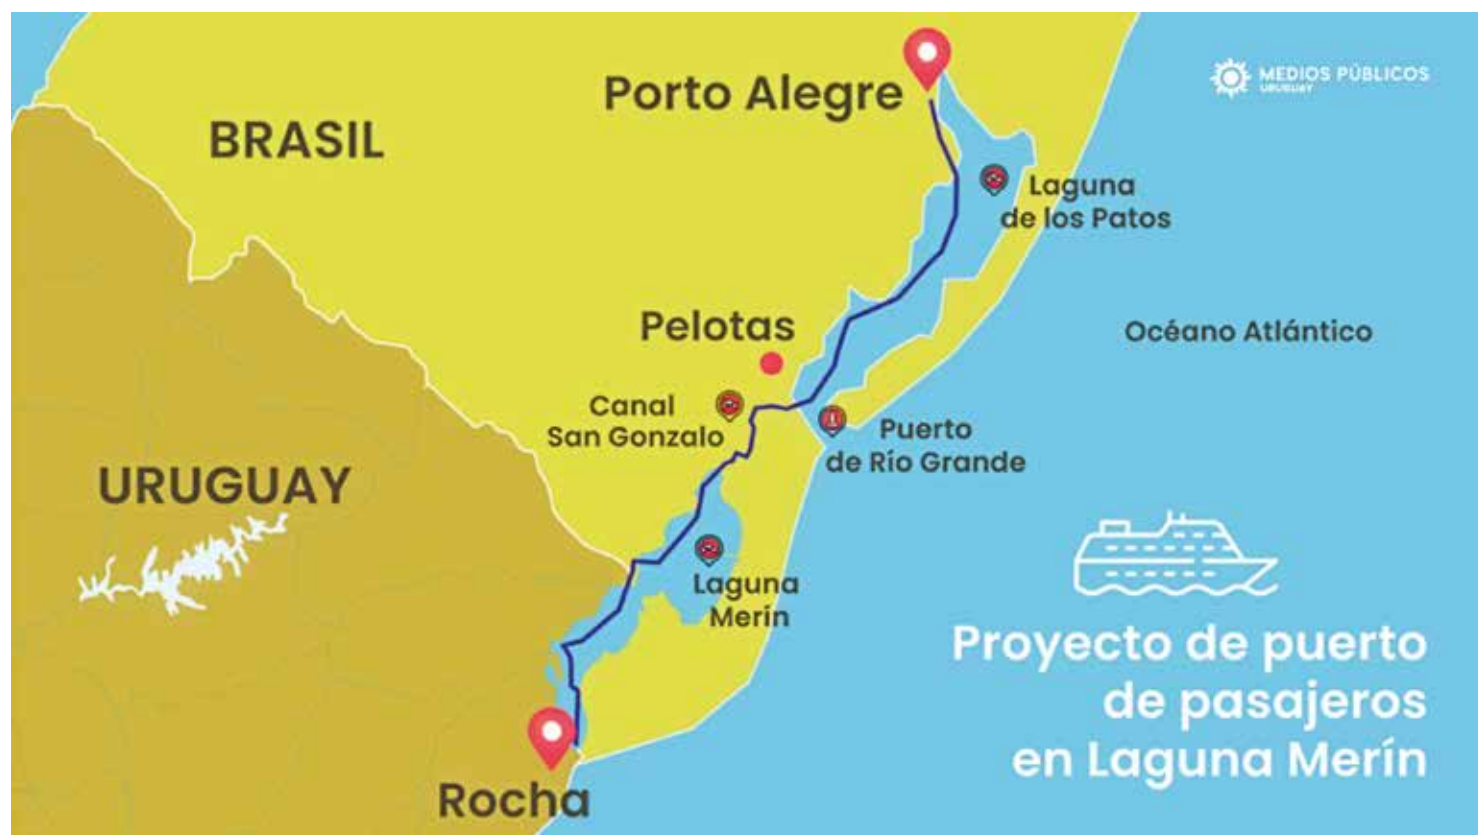 MEDIOS PÚBLICOS
URUGUAY
Porto Alegre
BRASIL
Laguna
de los Patos
Pelotas
Océano Atlántico
Canal
San Gonzalo
Puerto
de Río Grande
URUGUAY
Laguna
Merín
Proyecto de puerto
de pasajeros
en Laguna Merín
Rocha